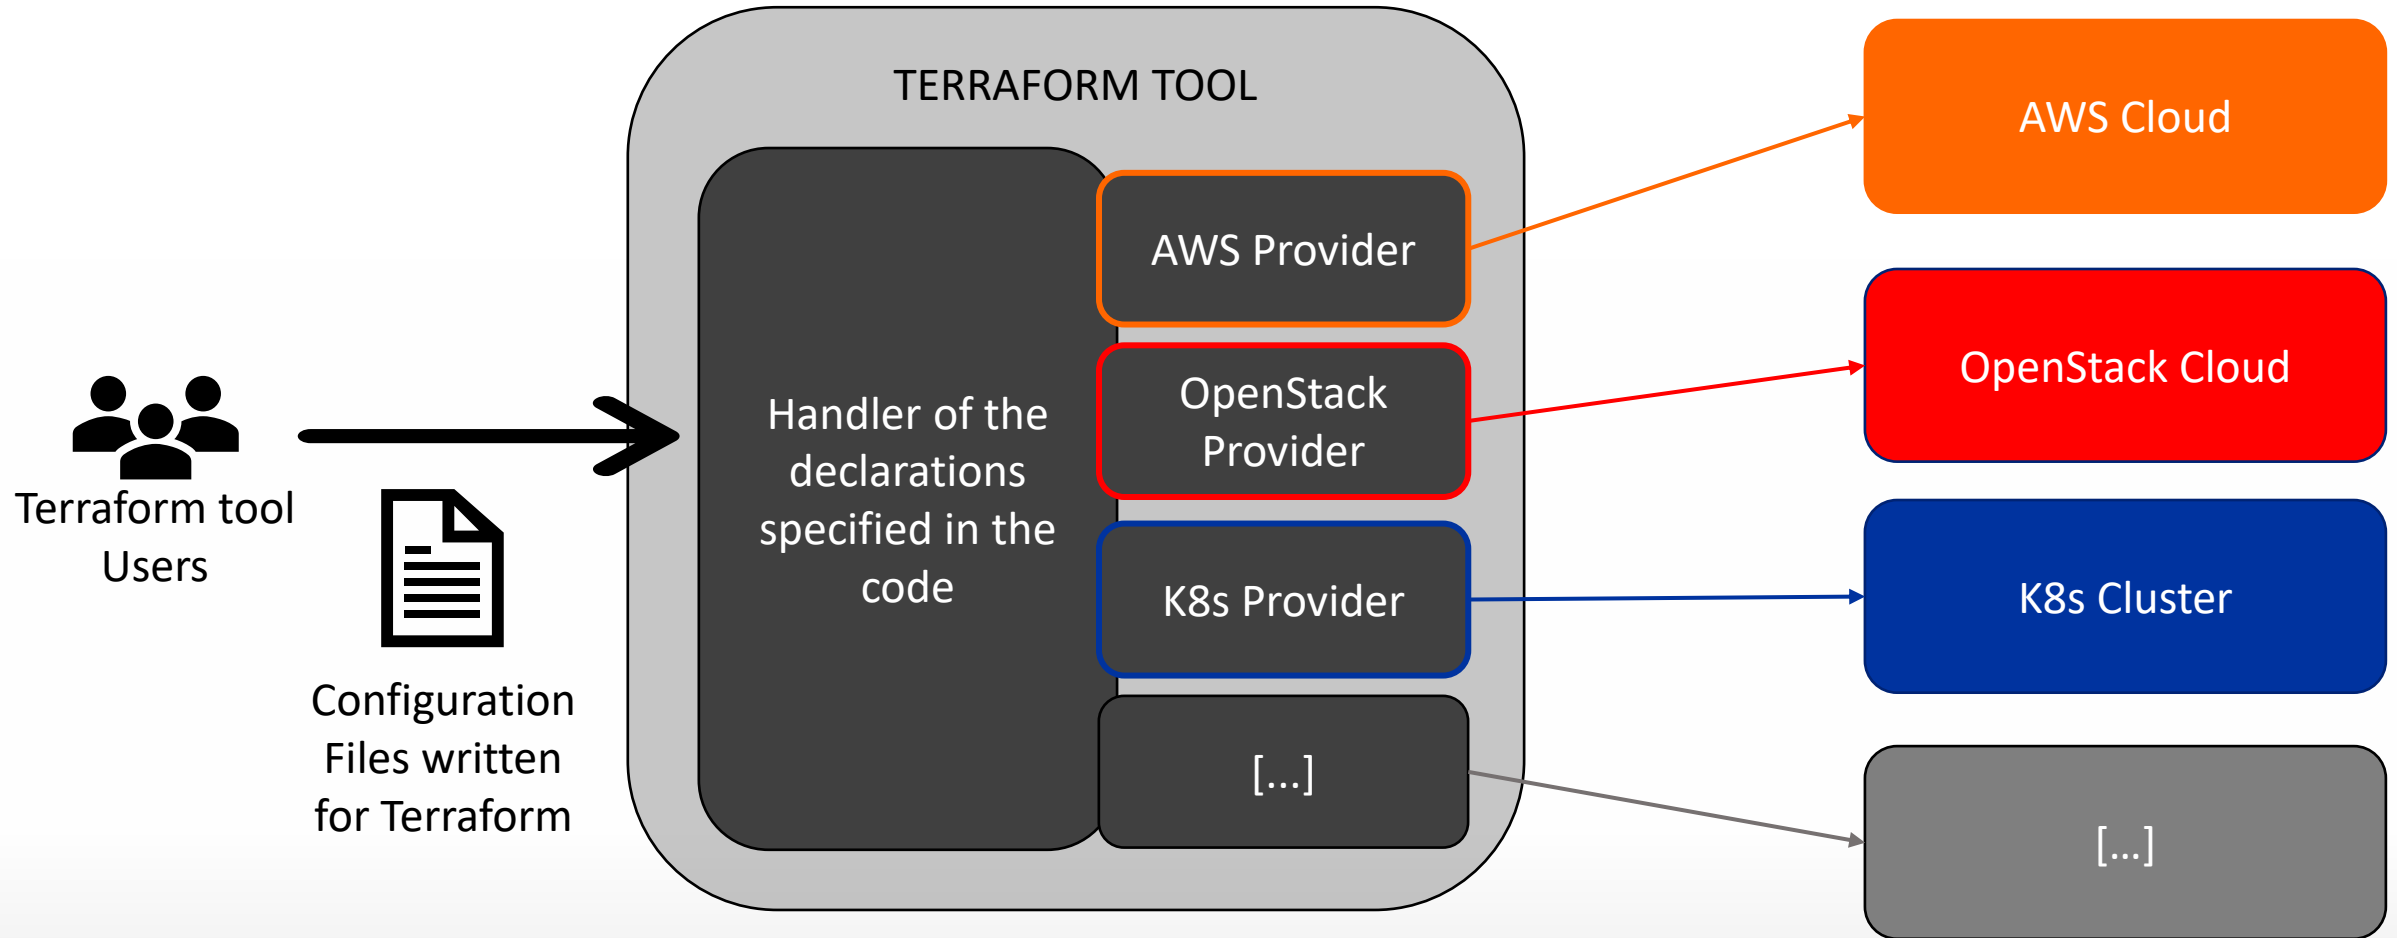 TERRAFORM TOOL
Terraform tool
Users
Configuration
Files written
for Terraform
Handler of the
declarations
specified in the
code
AWS Provider
OpenStack
Provider
K8s Provider
[...]
AWS Cloud
OpenStack Cloud
K8s Cluster
[...]